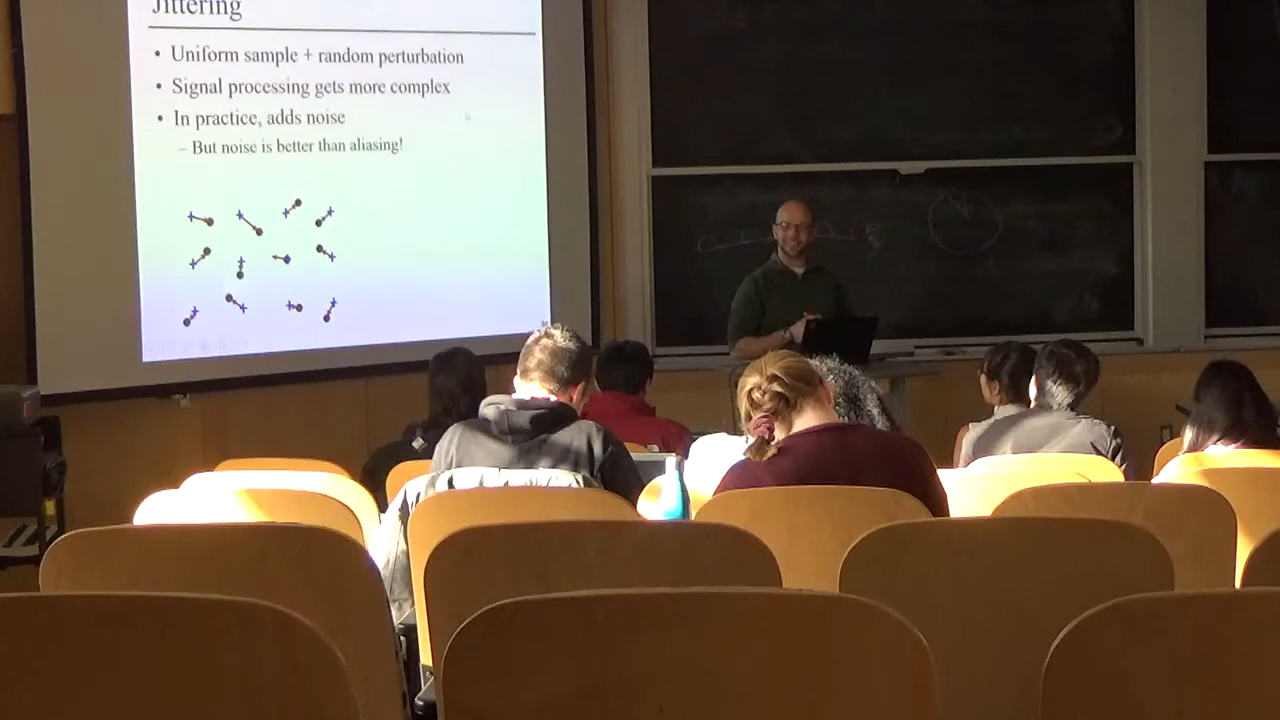 Jittering
• Uniform sample + random perturbation
• Signal processing gets more complex
• In practice, adds noise
– But noise is better than aliasing!